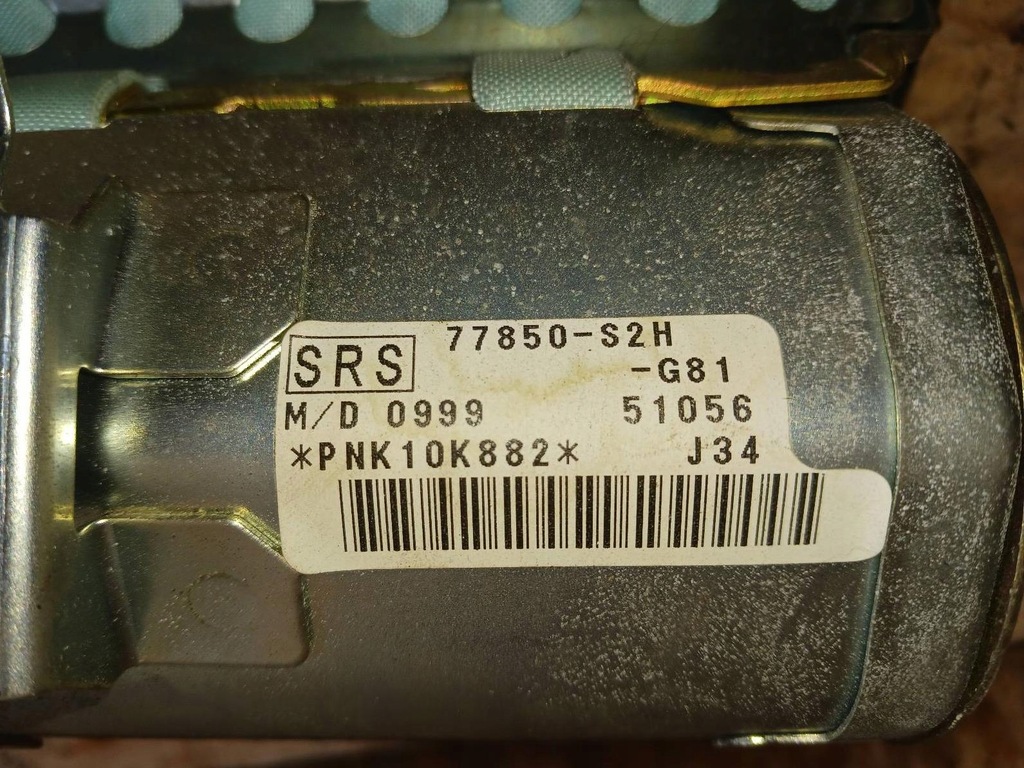 SRS 77850-S2H
-G81
M/D 0999 51056
*PNK10K882* J34